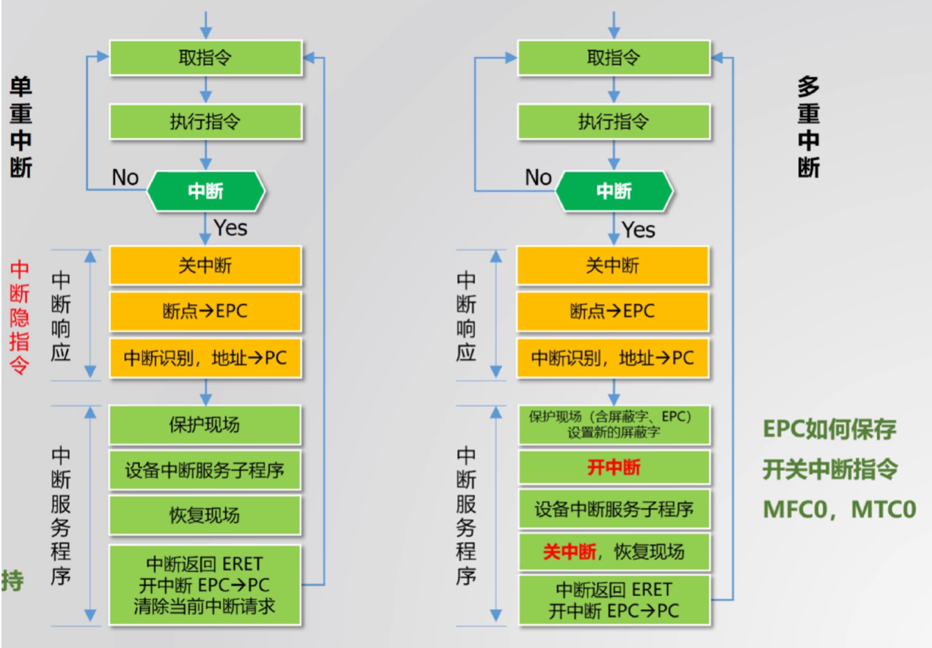 单重中断
取指令
执行指令
中断
No
Yes
中断隐指令
中断响应
关中断
断点→EPC
中断识别，地址→PC
中断服务程序
保护现场
设备中断服务子程序
恢复现场
中断返回 ERET
开中断 EPC→PC
清除当前中断请求
持
多重中断
取指令
执行指令
中断
No
Yes
中断响应
关中断
断点→EPC
中断识别，地址→PC
中断服务程序
保护现场（含屏蔽字、EPC）
设置新的屏蔽字
开中断
设备中断服务子程序
关中断，恢复现场
中断返回 ERET
开中断 EPC→PC
EPC如何保存
开关中断指令
MFC0，MTC0